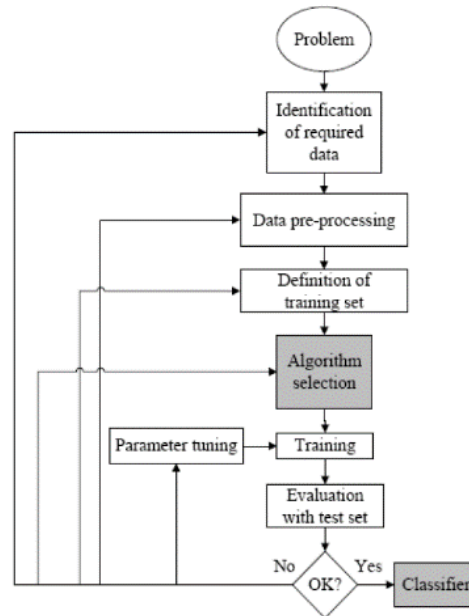 Problem
Identification
of required
data
Data pre-processing
Definition of
training set
Algorithm
selection
Parameter tuning
Training
Evaluation
with test set
No
Yes
OK?
Classifier